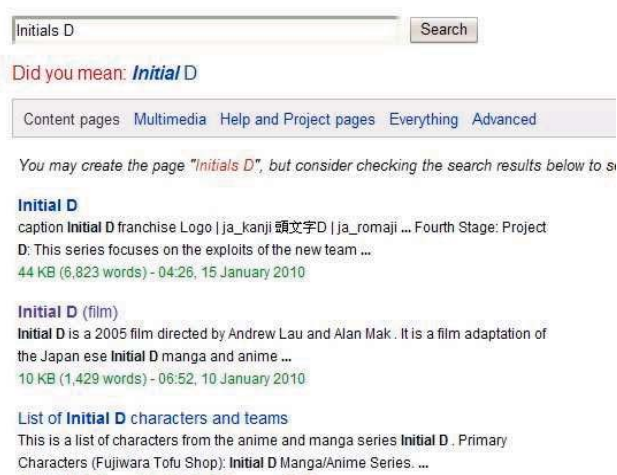 Initials D
Search
Did you mean: Initial D
Content pages Multimedia Help and Project pages Everything Advanced
You may create the page "Initials D", but consider checking the search results below to s
Initial D
caption Initial D franchise Logo | ja_kanji 頭文字D | ja_romaji ... Fourth Stage: Project
D: This series focuses on the exploits of the new team ...
44 KB (6,823 words) - 04:26, 15 January 2010
Initial D (film)
Initial D is a 2005 film directed by Andrew Lau and Alan Mak . It is a film adaptation of
the Japan ese Initial D manga and anime ...
10 KB (1,429 words) - 06:52, 10 January 2010
List of Initial D characters and teams
This is a list of characters from the anime and manga series Initial D . Primary
Characters (Fujiwara Tofu Shop): Initial D Manga/Anime Series. ...